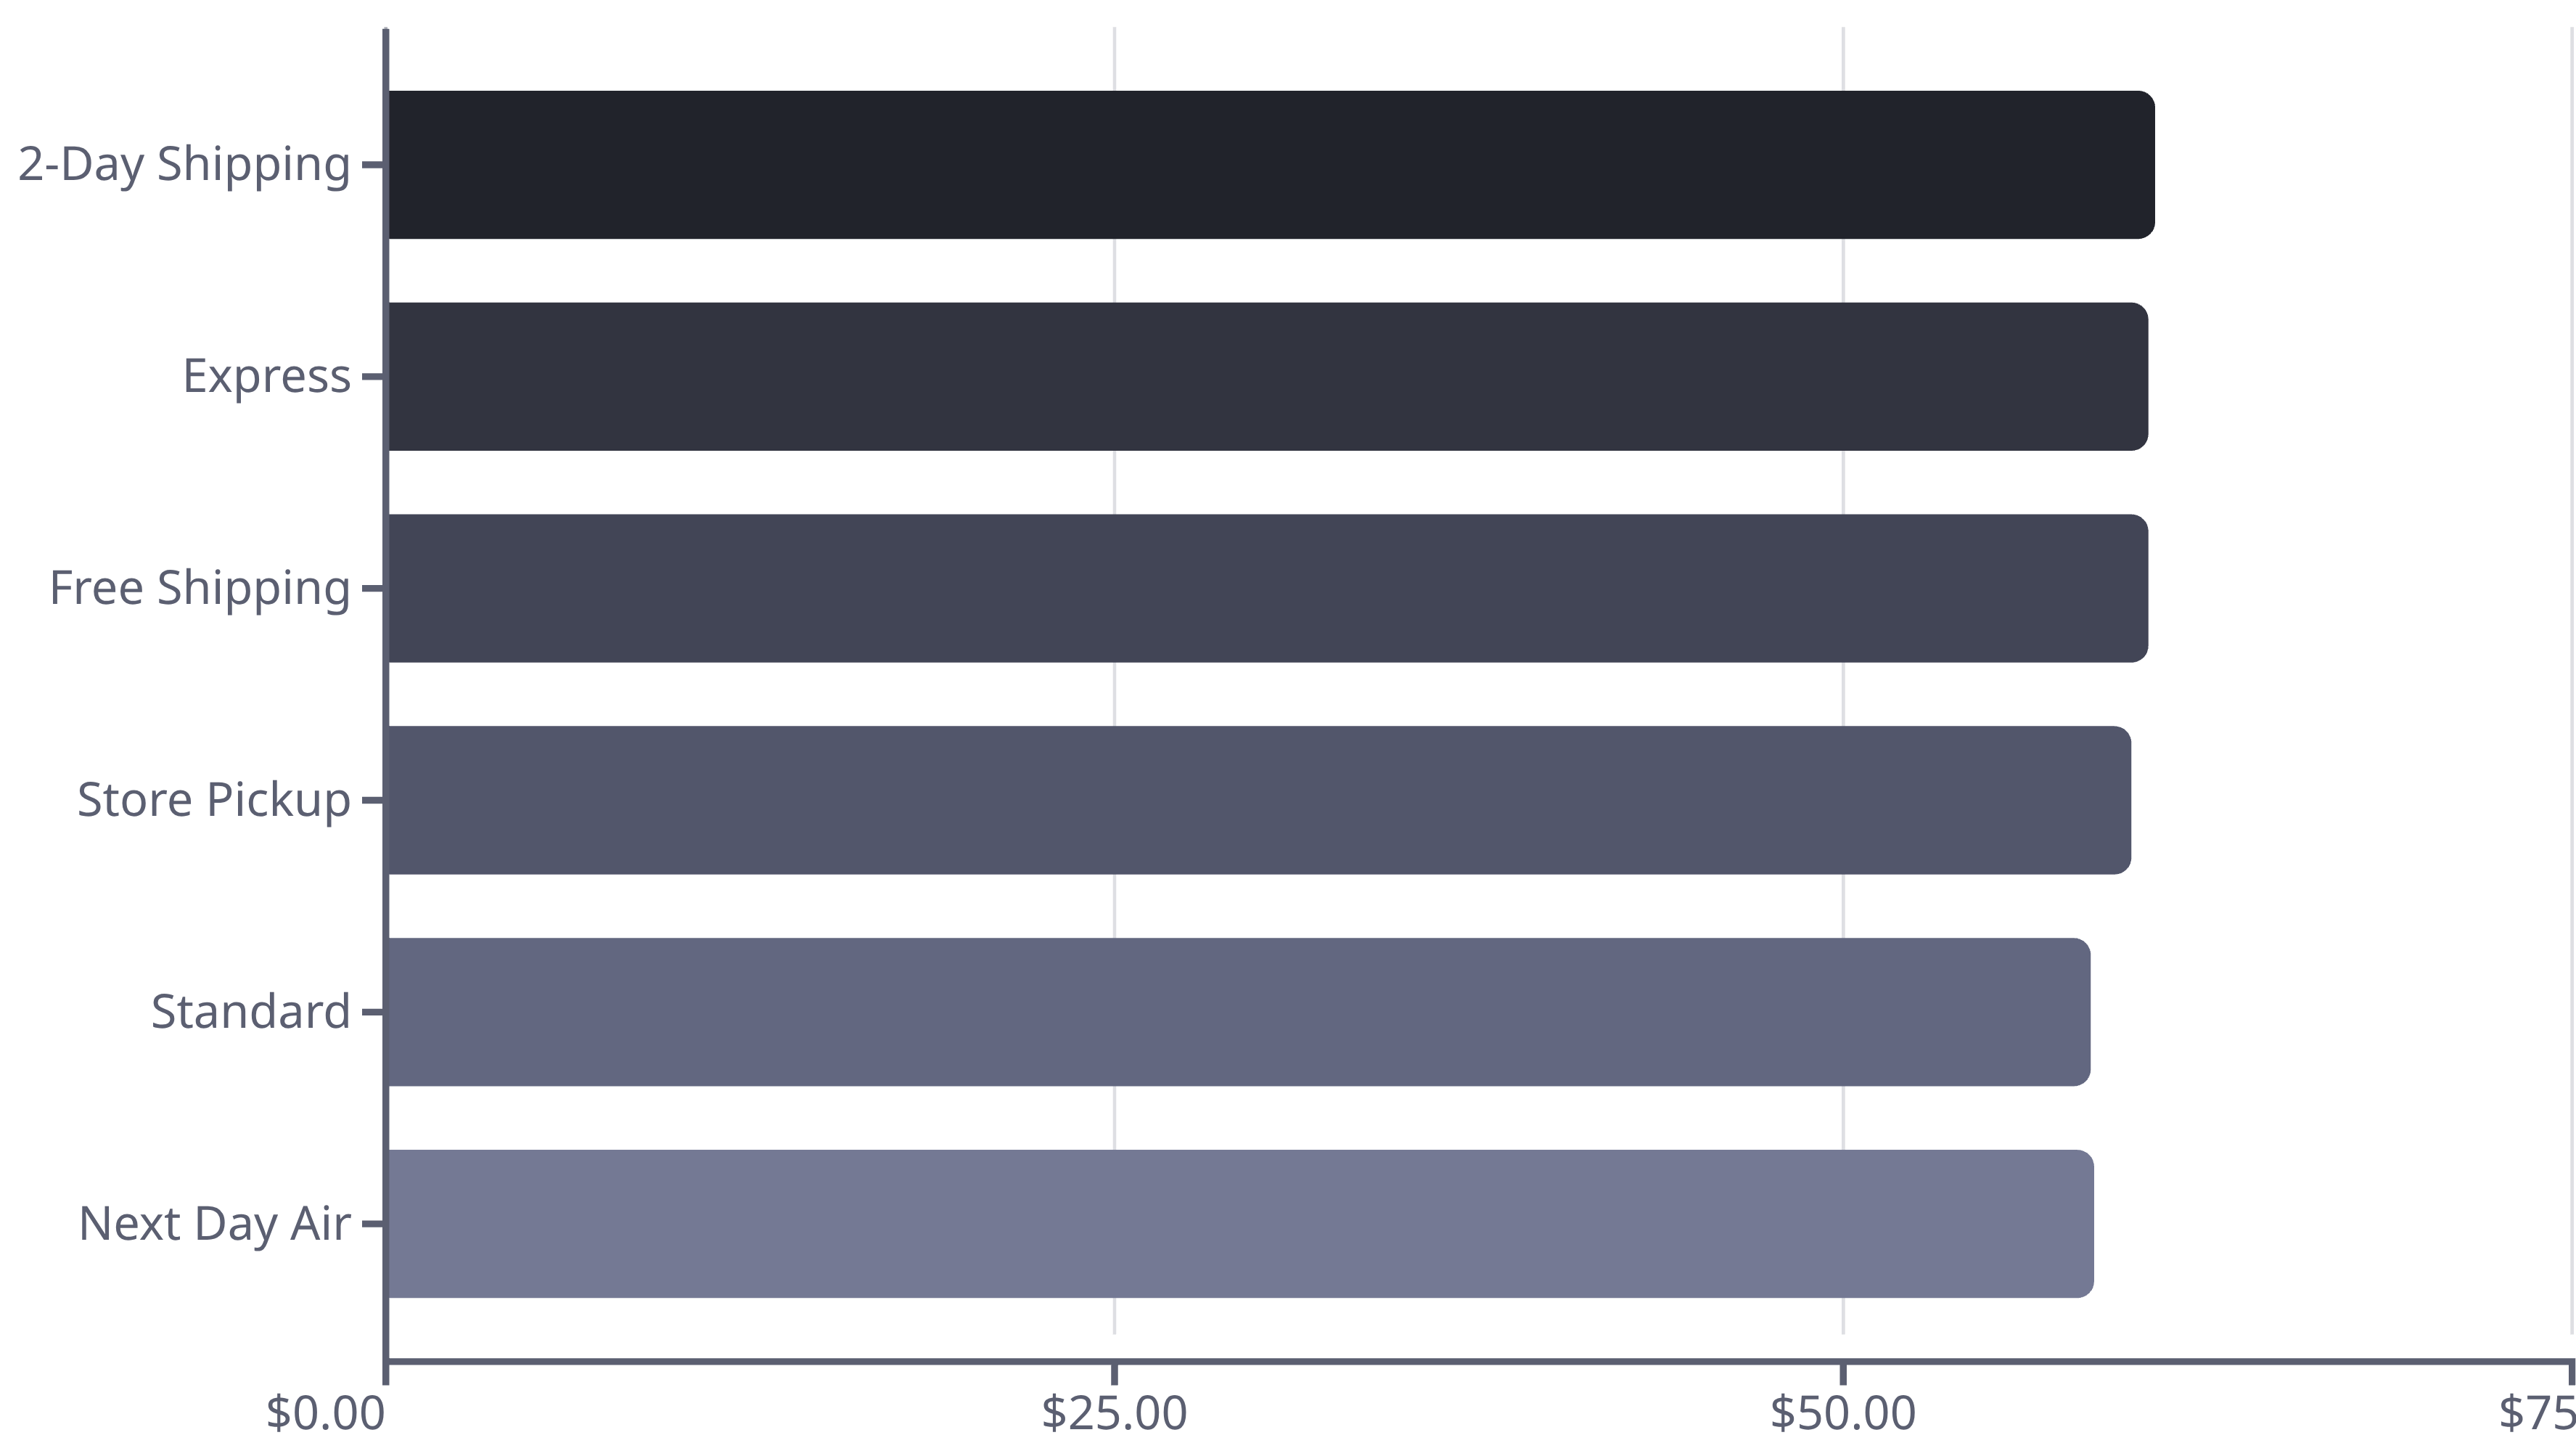 2-Day Shipping
Express
Free Shipping
Store Pickup
Standard
Next Day Air
$0.00 $25.00 $50.00 $75